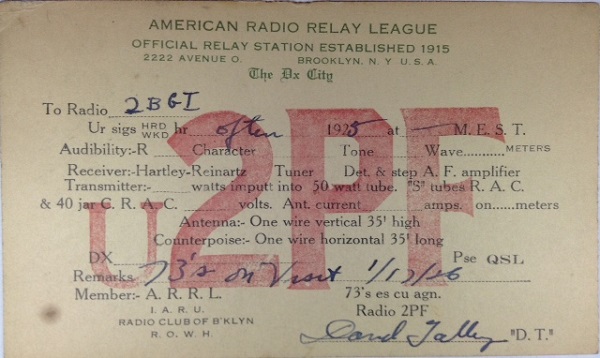 AMERICAN RADIO RELAY LEAGUE
OFFICIAL RELAY STATION ESTABLISHED 1915
2222 AVENUE O. BROOKLYN. N. Y U. S. A.
The Dx City
U2PF
To Radio 2BGI
Ur sigs HRD WKD hr often 1925 at — M. E. S. T.
Audibility:-R Character Tone Wave..........METERS
Receiver:-Hartley-Reinartz Tuner Det. & step A. F. amplifier
Transmitter:- watts imputt into 50 watt tube. "S" tubes R. A. C.
& 40 jar C. R. A. C. volts. Ant. current amps. on......meters
Antenna:- One wire vertical 35' high
Counterpoise:- One wire horizontal 35' long
DX Pse QSL
Remarks 73's on Visit 1/17/26
Member:- A. R. R. L. 73's es cu agn.
I. A. R. U. Radio 2PF
RADIO CLUB OF B'KLYN
R. O. W. H. David Talley "D. T."